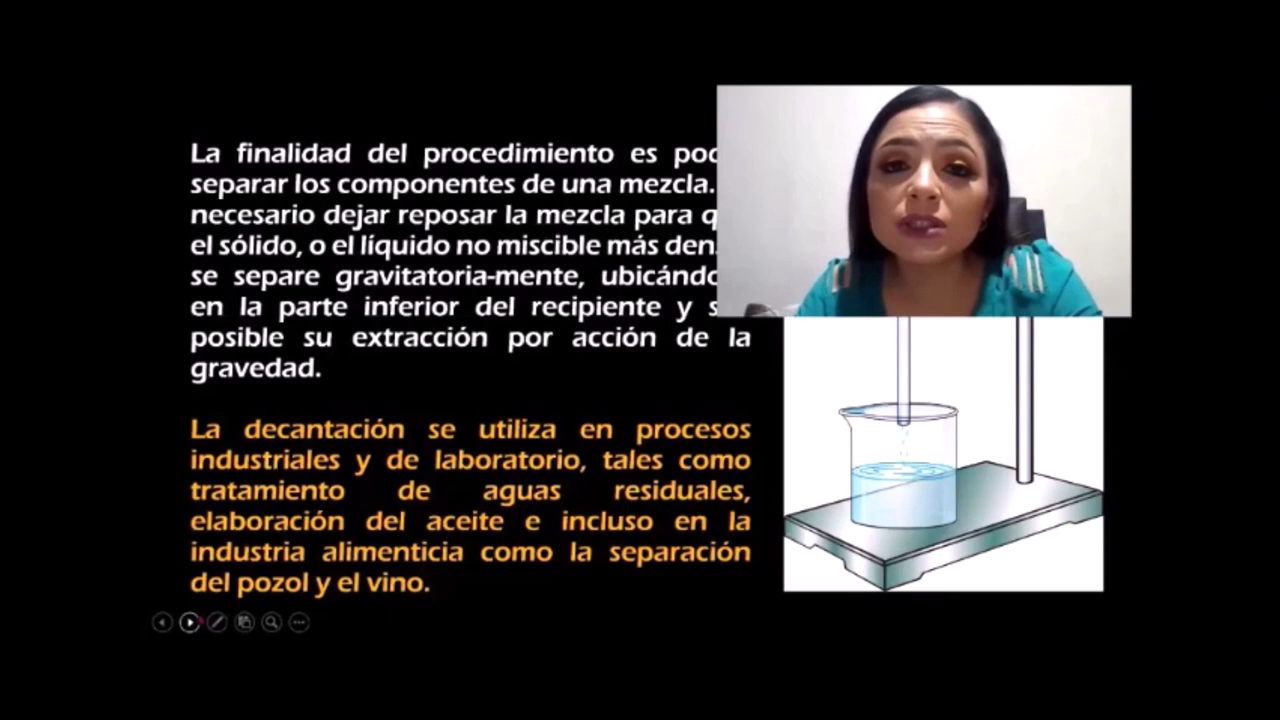 La finalidad del procedimiento es
separar los componentes de una mezcla.
necesario dejar reposar la mezcla para
el sólido, o el líquido no miscible más
se separe gravitatoria-mente,
en la parte inferior del recipiente y
posible su extracción por acción de la
gravedad.
La decantación se utiliza en procesos
industriales y de laboratorio, tales como
tratamiento de aguas residuales,
elaboración del aceite e incluso en la
industria alimenticia como la separación
del pozol y el vino.